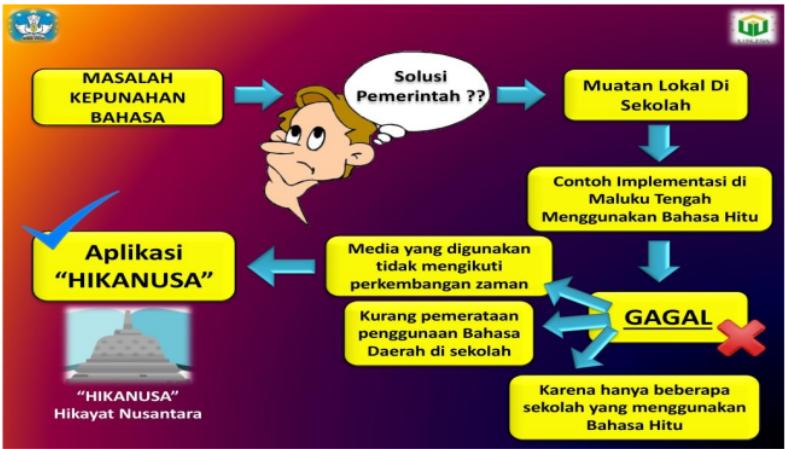 MASALAH
KEPUNAHAN
BAHASA
Solusi
Pemerintah ??
Muatan Lokal Di
Sekolah
Contoh Implementasi di
Maluku Tengah
Menggunakan Bahasa Hitu
GAGAL
Media yang digunakan
tidak mengikuti
perkembangan zaman
Kurang pemerataan
penggunaan Bahasa
Daerah di sekolah
Karena hanya beberapa
sekolah yang menggunakan
Bahasa Hitu
Aplikasi
“HIKANUSA”
“HIKANUSA”
Hikayat Nusantara